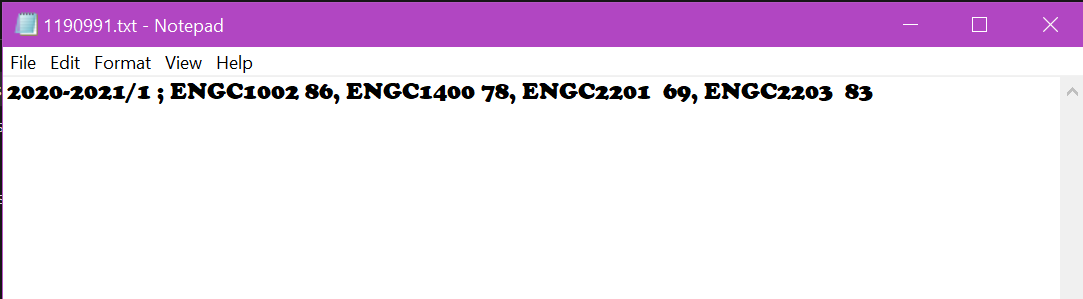 1190991.txt - Notepad
File Edit Format View Help
2020-2021/1 ; ENGC1002 86, ENGC1400 78, ENGC2201  69, ENGC2203  83